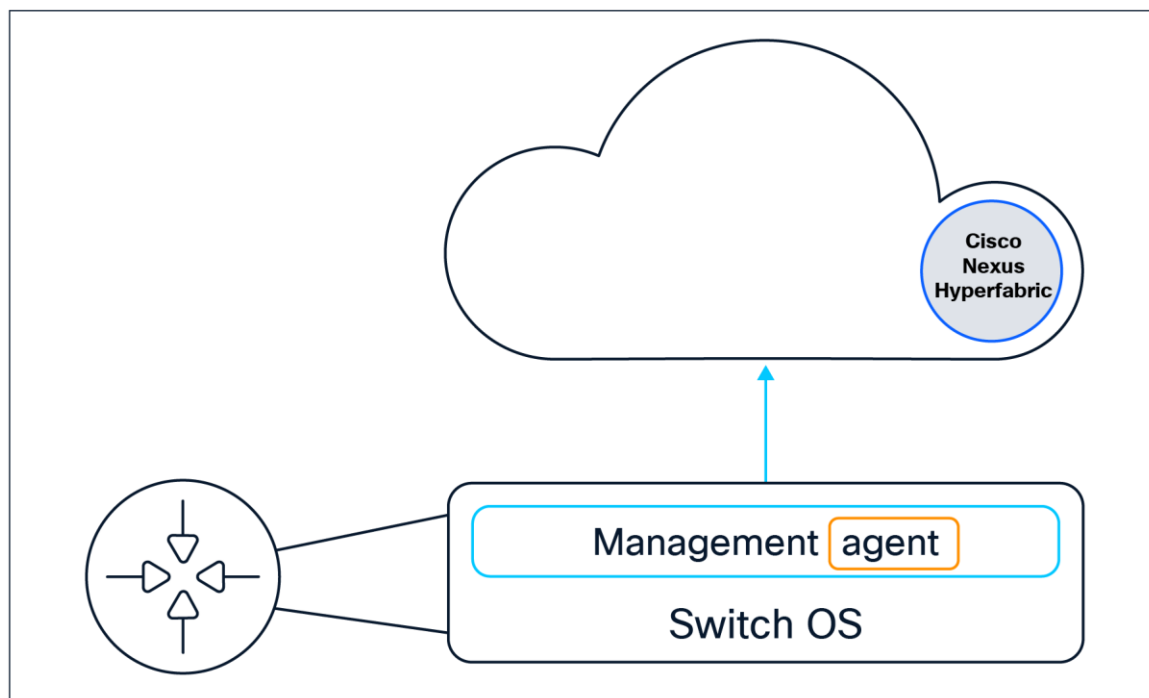 Cisco
Nexus
Hyperfabric
Management agent
Switch OS